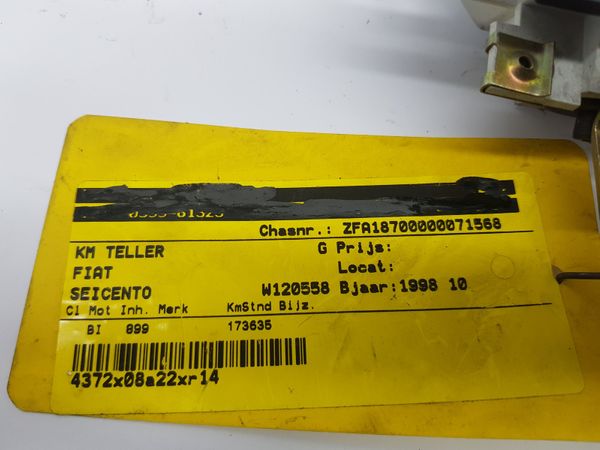 Chasnr.: ZFA18700000071568
KM TELLER G Prijs:
FIAT Locat:
SEICENTO W120558 Bjaar:1998 10
Cl Mot Inh. Merk KmStnd Bijz.
BI 899 173635
4372x08a22xr14